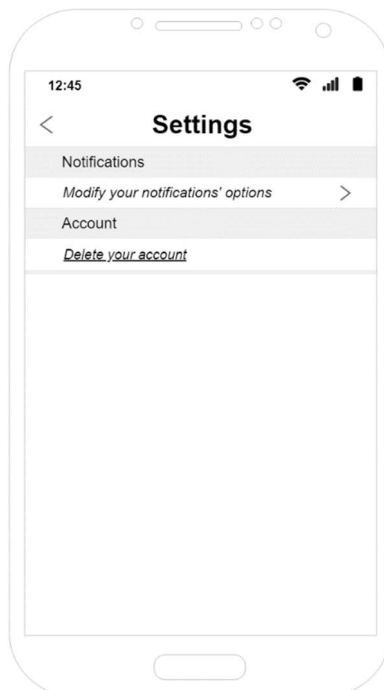 12:45
Settings
Notifications
Modify your notifications' options
Account
Delete your account